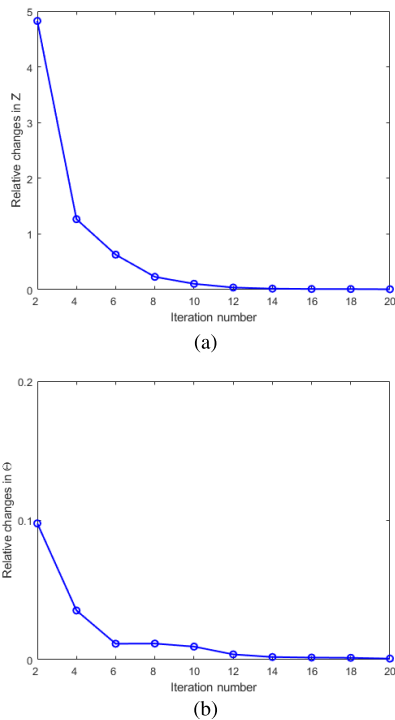 5
4
3
2
1
0
Relative changes in Z
2 4 6 8 10 12 14 16 18 20
Iteration number
(a)
0.2
0.1
0
Relative changes in Θ
2 4 6 8 10 12 14 16 18 20
Iteration number
(b)